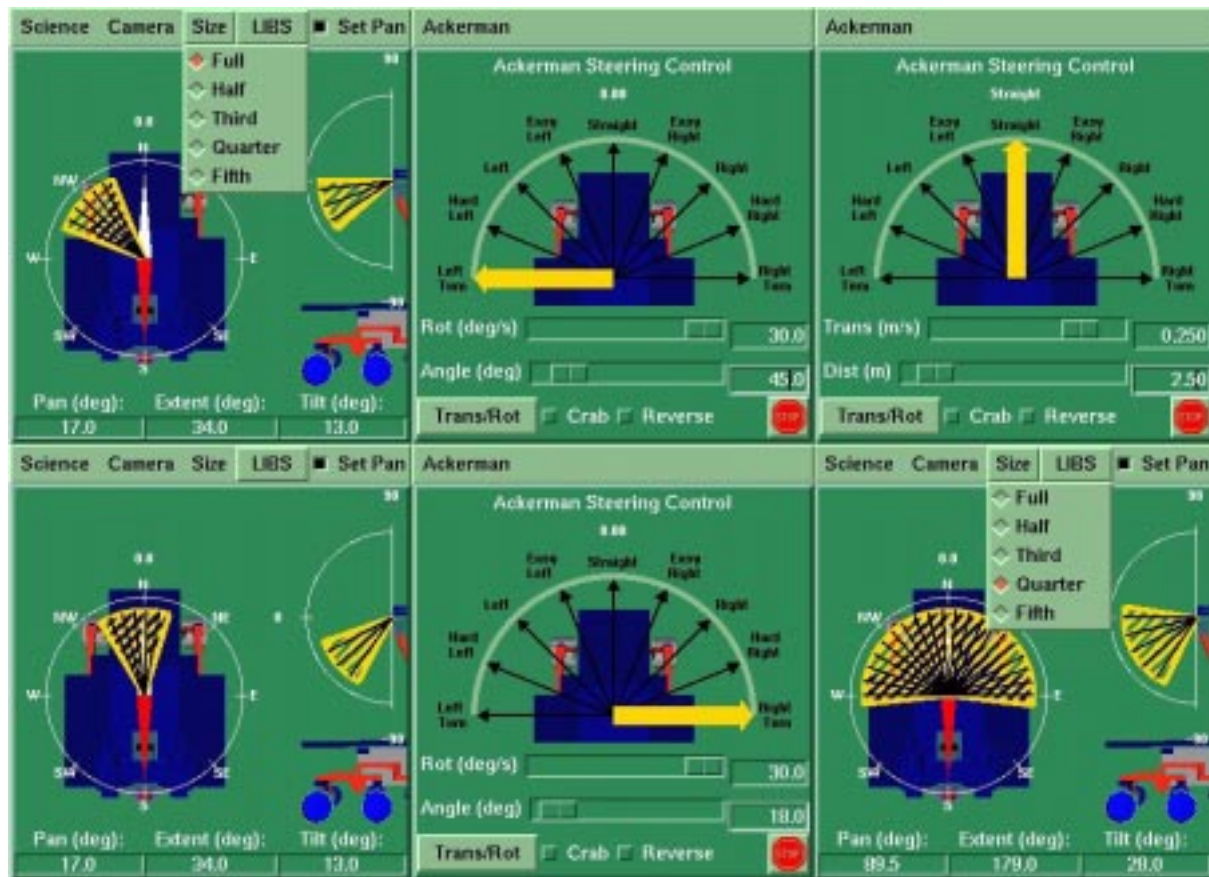 Science Camera Size LIBS Set Pan
Full
Half
Third
Quarter
Fifth
90
0.0
N
NW
W
E
SW
SE
S
-90
Pan (deg): Extent (deg): Tilt (deg):
17.0 34.0 13.0
Ackerman
Ackerman Steering Control
0.00
Straight
Easy Left
Easy Right
Left
Right
Hard Left
Hard Right
Left Turn
Right Turn
Rot (deg/s) 30.0
Angle (deg) 45.0
Trans/Rot Crab Reverse STOP
Ackerman
Ackerman Steering Control
Straight
Straight
Easy Left
Easy Right
Left
Right
Hard Left
Hard Right
Left Turn
Right Turn
Trans (m/s) 0.250
Dist (m) 2.50
Trans/Rot Crab Reverse STOP
Science Camera Size LIBS Set Pan
90
0.0
N
NW
NE
0
W
E
SW
SE
S
-90
Pan (deg): Extent (deg): Tilt (deg):
17.0 34.0 13.0
Ackerman
Ackerman Steering Control
0.00
Straight
Easy Left
Easy Right
Left
Right
Hard Left
Hard Right
Left Turn
Right Turn
Rot (deg/s) 30.0
Angle (deg) 18.0
Trans/Rot Crab Reverse STOP
Science Camera Size LIBS Set Pan
Full
Half
Third
Quarter
Fifth
90
0.0
N
NW
W
E
SW
SE
S
-90
Pan (deg): Extent (deg): Tilt (deg):
89.5 179.0 28.0